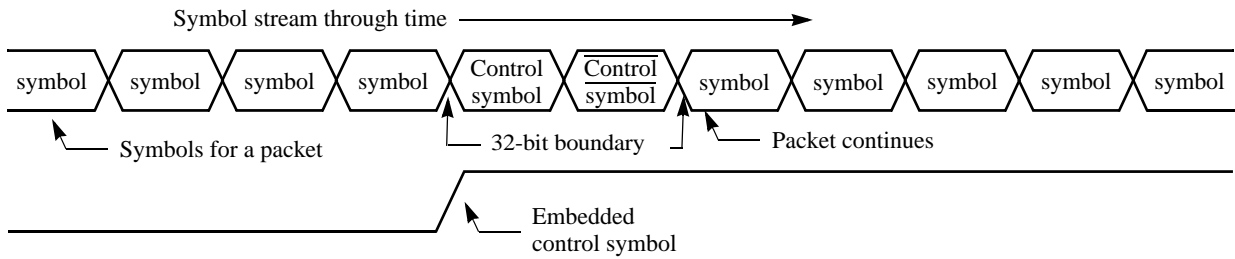 Symbol stream through time
symbol symbol symbol symbol Control symbol Control symbol symbol symbol symbol symbol symbol
Symbols for a packet
32-bit boundary
Packet continues
Embedded
control symbol